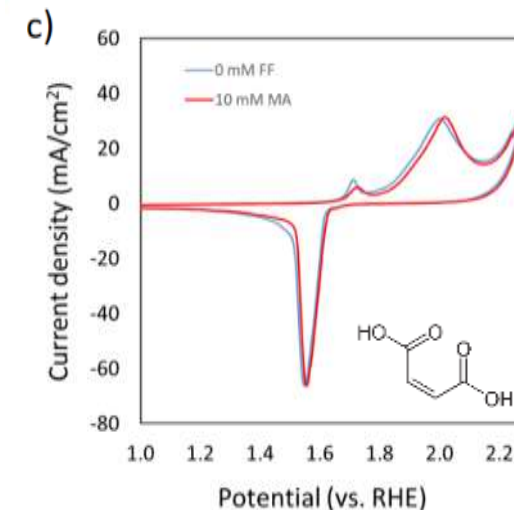 c)
60
40
20
0
-20
-40
-60
-80
Current density (mA/cm²)
0 mM FF
10 mM MA
HO
O
O
OH
1.0 1.2 1.4 1.6 1.8 2.0 2.2
Potential (vs. RHE)